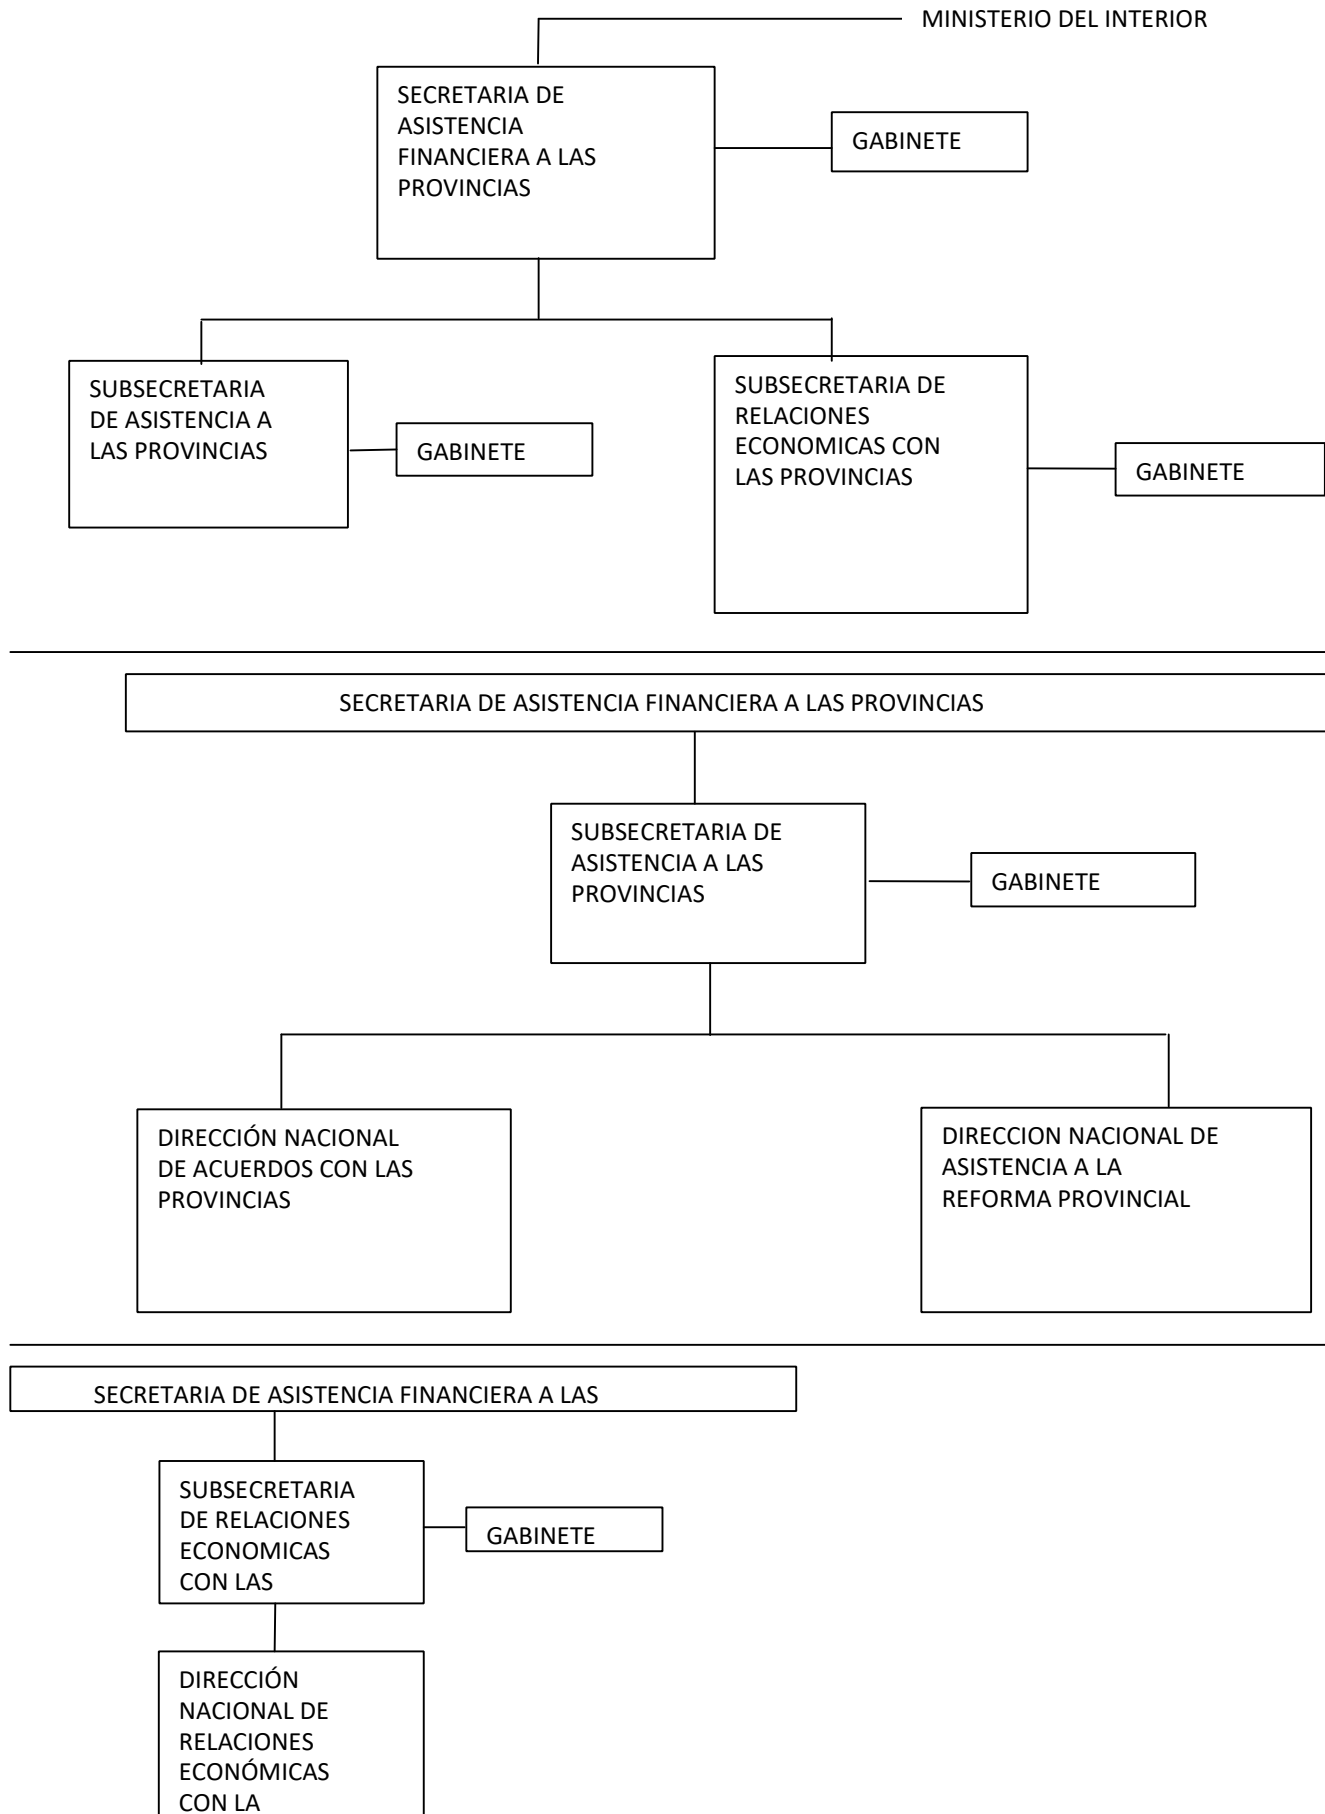 MINISTERIO DEL INTERIOR
SECRETARIA DE
ASISTENCIA
FINANCIERA A LAS
PROVINCIAS
GABINETE
SUBSECRETARIA
DE ASISTENCIA A
LAS PROVINCIAS
GABINETE
SUBSECRETARIA DE
RELACIONES
ECONOMICAS CON
LAS PROVINCIAS
GABINETE
SECRETARIA DE ASISTENCIA FINANCIERA A LAS PROVINCIAS
SUBSECRETARIA DE
ASISTENCIA A LAS
PROVINCIAS
GABINETE
DIRECCIÓN NACIONAL
DE ACUERDOS CON LAS
PROVINCIAS
DIRECCION NACIONAL DE
ASISTENCIA A LA
REFORMA PROVINCIAL
SECRETARIA DE ASISTENCIA FINANCIERA A LAS
SUBSECRETARIA
DE RELACIONES
ECONOMICAS
CON LAS
GABINETE
DIRECCIÓN
NACIONAL DE
RELACIONES
ECONÓMICAS
CON LA